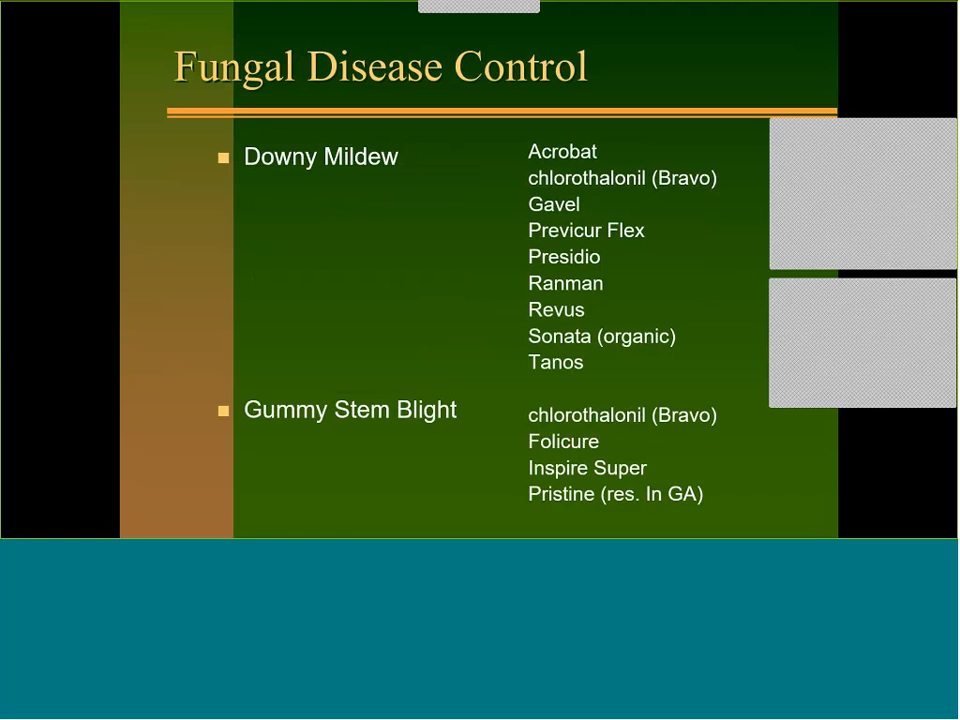 Fungal Disease Control
Downy Mildew
Acrobat
chlorothalonil (Bravo)
Gavel
Previcur Flex
Presidio
Ranman
Revus
Sonata (organic)
Tanos
Gummy Stem Blight
chlorothalonil (Bravo)
Folicure
Inspire Super
Pristine (res. In GA)